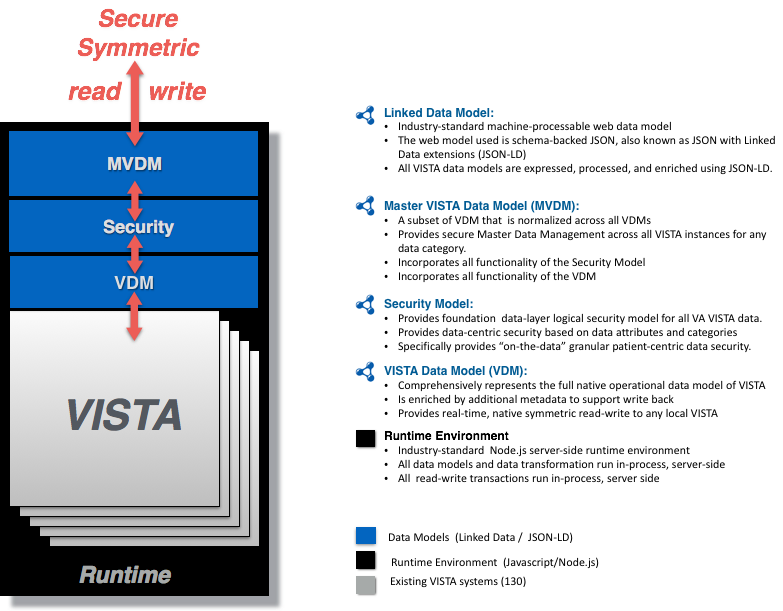 Secure
Symmetric
read write
MVDM
Security
VDM
VISTA
Runtime
Linked Data Model:
• Industry-standard machine-processable web data model
• The web model used is schema-backed JSON, also known as JSON with Linked
Data extensions (JSON-LD)
• All VISTA data models are expressed, processed, and enriched using JSON-LD.
Master VISTA Data Model (MVDM):
• A subset of VDM that is normalized across all VDMs
• Provides secure Master Data Management across all VISTA instances for any
data category.
• Incorporates all functionality of the Security Model
• Incorporates all functionality of the VDM
Security Model:
• Provides foundation data-layer logical security model for all VA VISTA data.
• Provides data-centric security based on data attributes and categories
• Specifically provides “on-the-data” granular patient-centric data security.
VISTA Data Model (VDM):
• Comprehensively represents the full native operational data model of VISTA
• Is enriched by additional metadata to support write back
• Provides real-time, native symmetric read-write to any local VISTA
Runtime Environment
• Industry-standard Node.js server-side runtime environment
• All data models and data transformation run in-process, server-side
• All read-write transactions run in-process, server side
Data Models (Linked Data / JSON-LD)
Runtime Environment (Javascript/Node.js)
Existing VISTA systems (130)